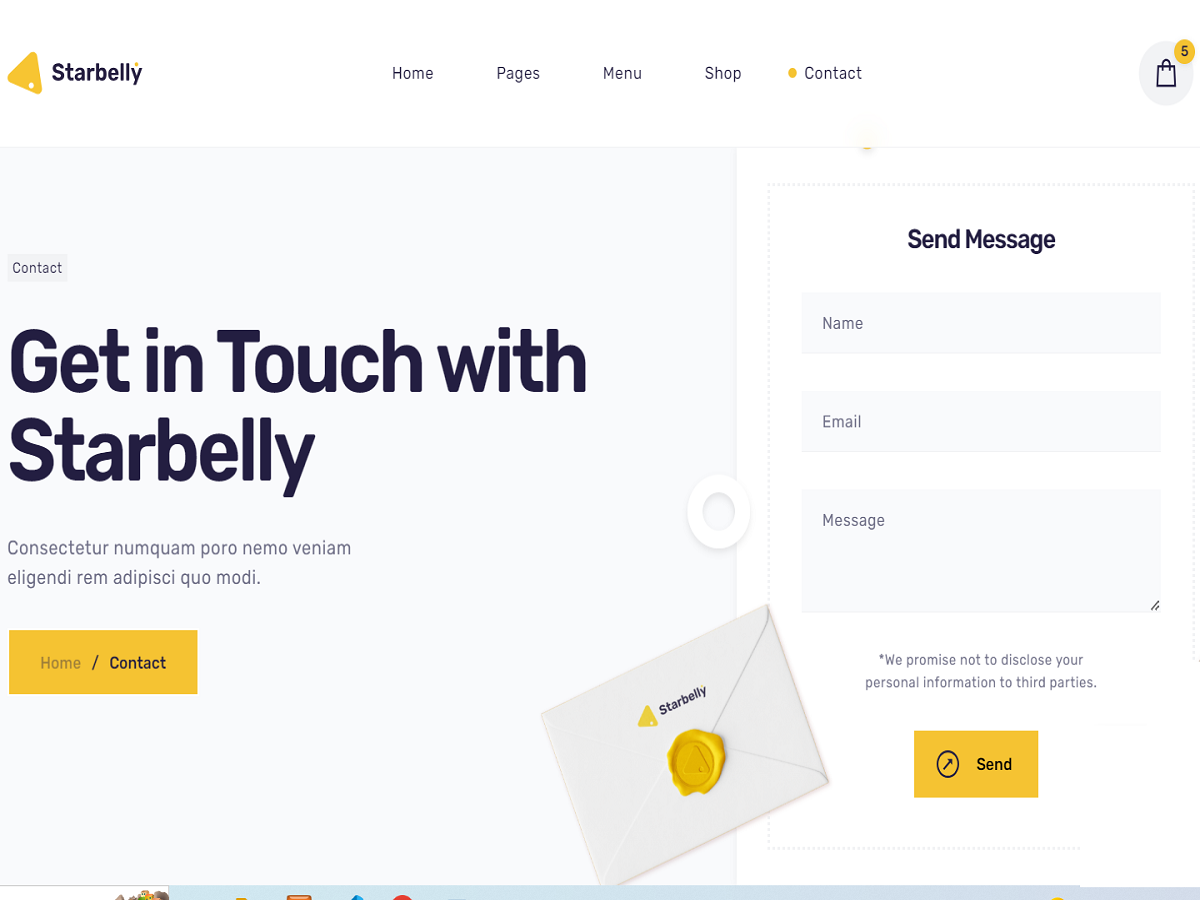 Starbelly
Home
Pages
Menu
Shop
Contact
5
Contact
Get in Touch with
Starbelly
Consectetur numquam poro nemo veniam
eligendi rem adipisci quo modi.
Home / Contact
Starbelly
Send Message
Name
Email
Message
*We promise not to disclose your
personal information to third parties.
Send